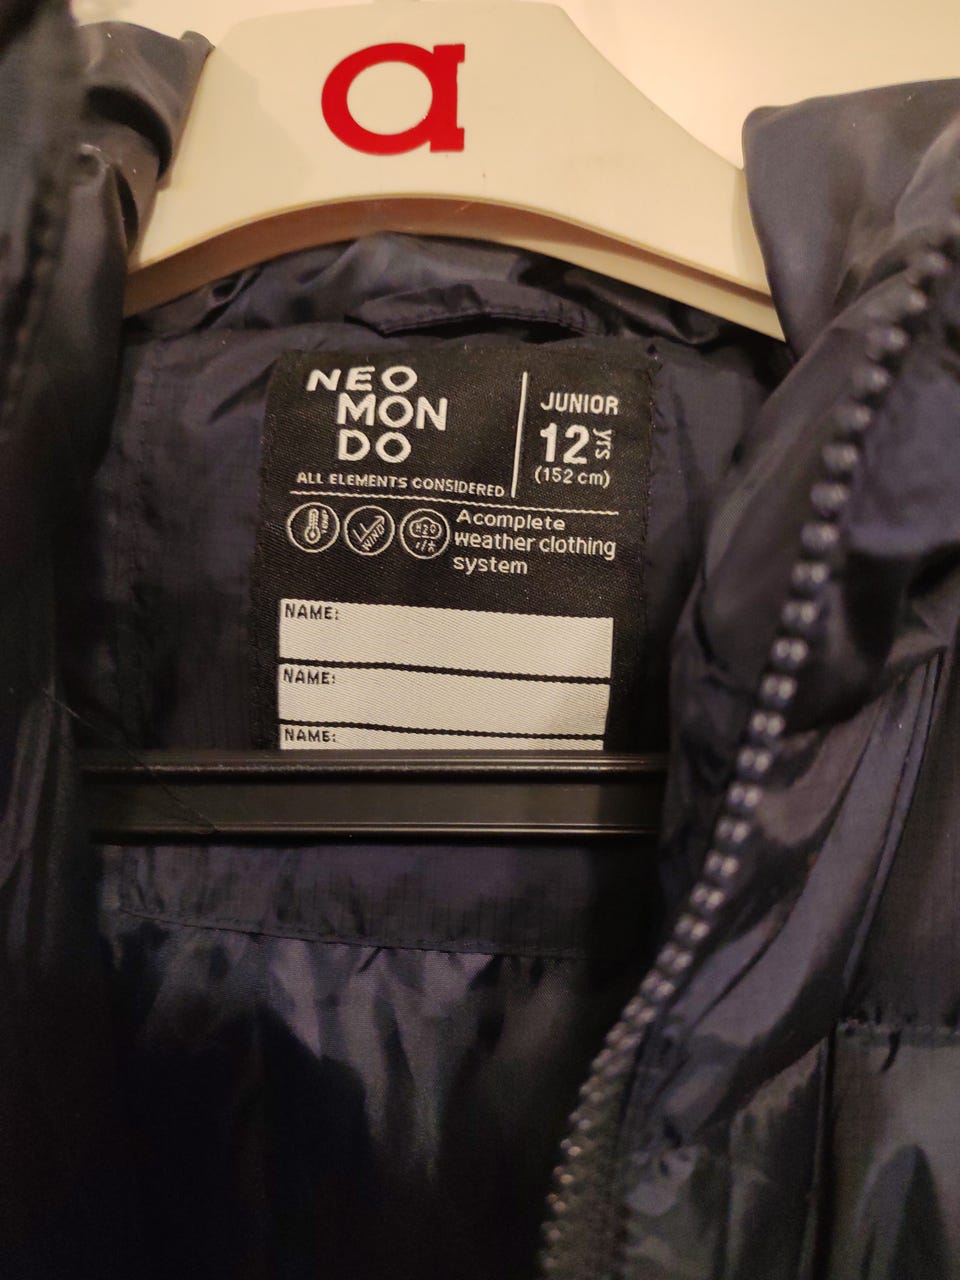 a
NEO
MON
DO
ALL ELEMENTS CONSIDERED
JUNIOR
12 yrs
(152 cm)
WIND
H2O
Acomplete
weather clothing
system
NAME:
NAME:
NAME: